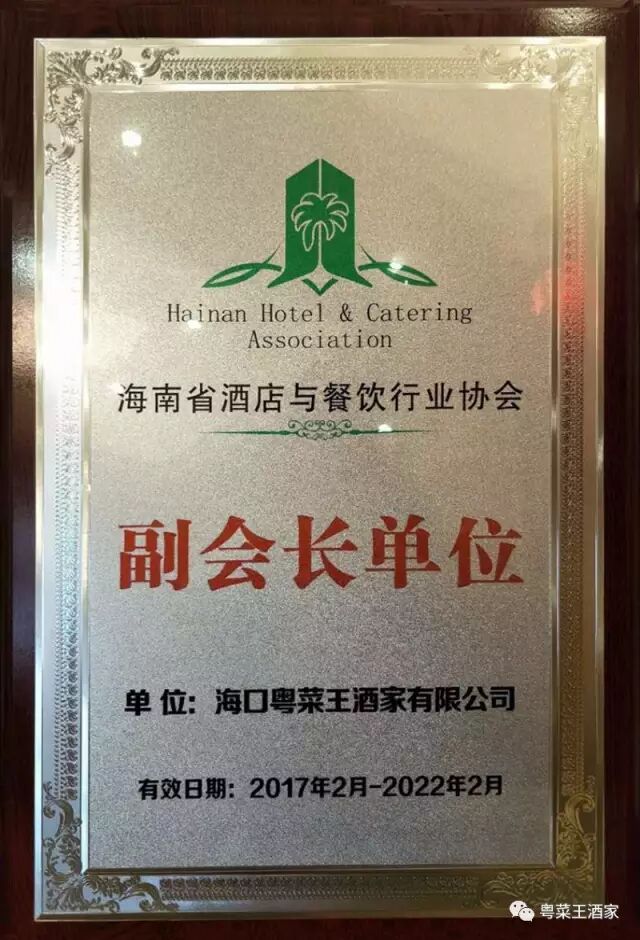 Hainan Hotel & Catering
Association
海南省酒店与餐饮行业协会
副会长单位
单 位：海口粤菜王酒家有限公司
有效日期：2017年2月-2022年2月
粤菜王酒家